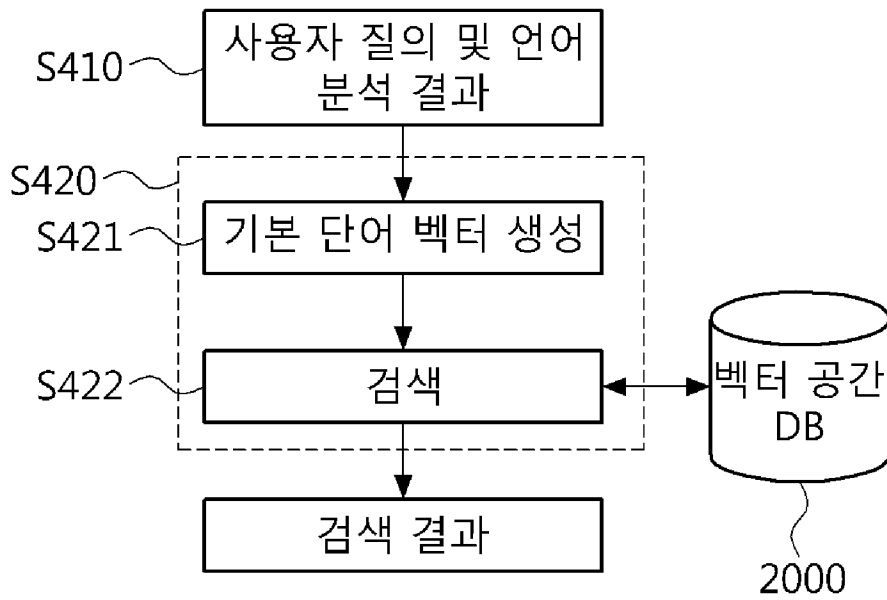 S410
사용자 질의 및 언어
분석 결과
S420
S421
기본 단어 벡터 생성
S422
검색
벡터 공간
DB
검색 결과
2000